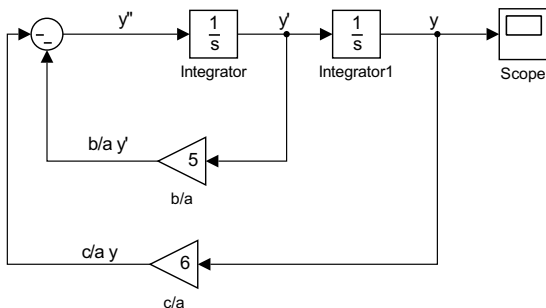 y"
1
s
y'
1
s
y
Integrator
Integrator1
Scope
b/a y'
5
b/a
c/a y
6
c/a